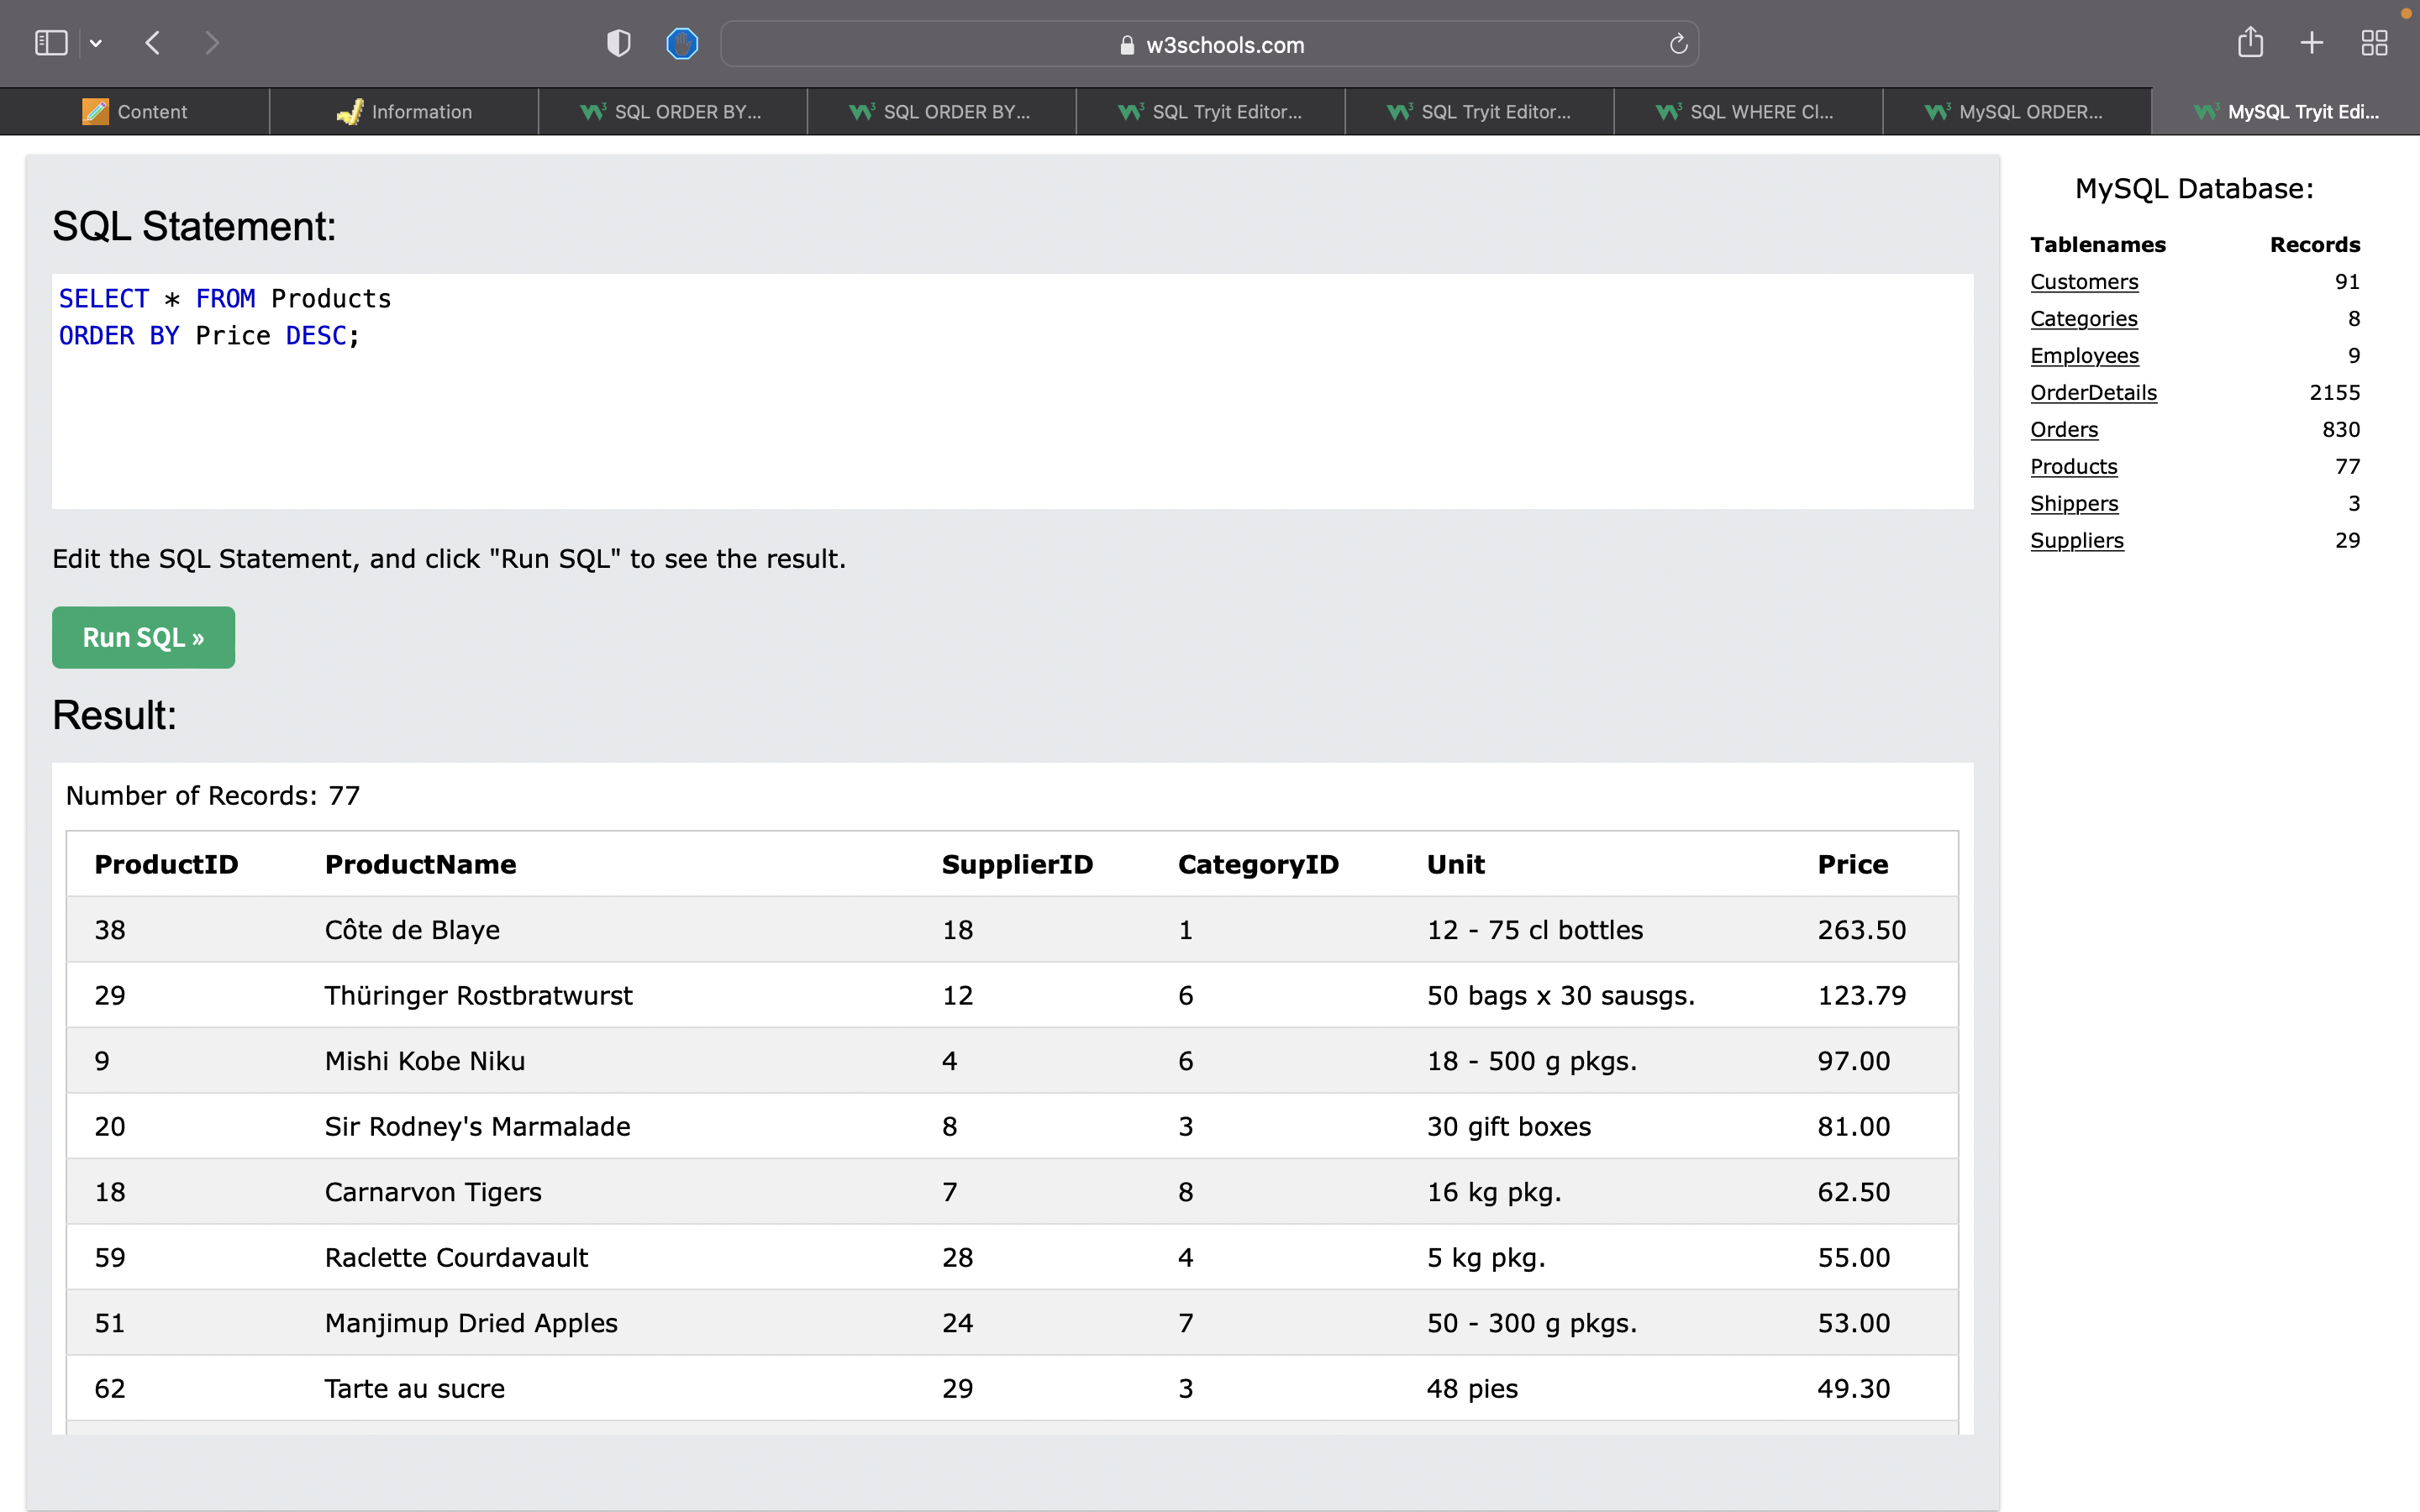 w3schools.com
Content
Information
SQL ORDER BY...
SQL ORDER BY...
SQL Tryit Editor...
SQL Tryit Editor...
SQL WHERE Cl...
MySQL ORDER...
MySQL Tryit Edi...
SQL Statement:
SELECT * FROM Products
ORDER BY Price DESC;
Edit the SQL Statement, and click "Run SQL" to see the result.
Run SQL »
Result:
Number of Records: 77
ProductID ProductName SupplierID CategoryID Unit Price
38 Côte de Blaye 18 1 12 - 75 cl bottles 263.50
29 Thüringer Rostbratwurst 12 6 50 bags x 30 sausgs. 123.79
9 Mishi Kobe Niku 4 6 18 - 500 g pkgs. 97.00
20 Sir Rodney's Marmalade 8 3 30 gift boxes 81.00
18 Carnarvon Tigers 7 8 16 kg pkg. 62.50
59 Raclette Courdavault 28 4 5 kg pkg. 55.00
51 Manjimup Dried Apples 24 7 50 - 300 g pkgs. 53.00
62 Tarte au sucre 29 3 48 pies 49.30
MySQL Database:
Tablenames Records
Customers 91
Categories 8
Employees 9
OrderDetails 2155
Orders 830
Products 77
Shippers 3
Suppliers 29